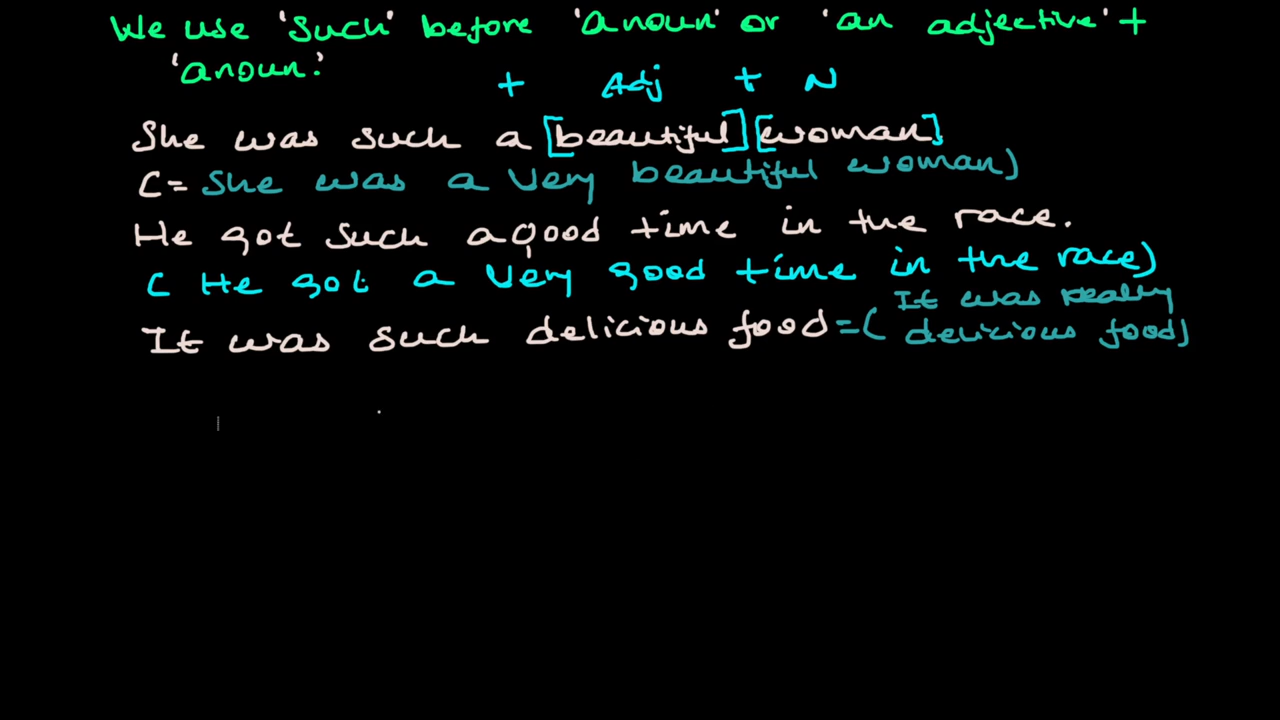 We use 'such' before 'a noun' or 'an adjective' +
'a noun.'
+ Adj + N
She was such a [beautiful] [woman]
(= She was a very beautiful woman)
He got such a good time in the race.
( He got a very good time in the race)
It was such delicious food = ( It was really
delicious food)